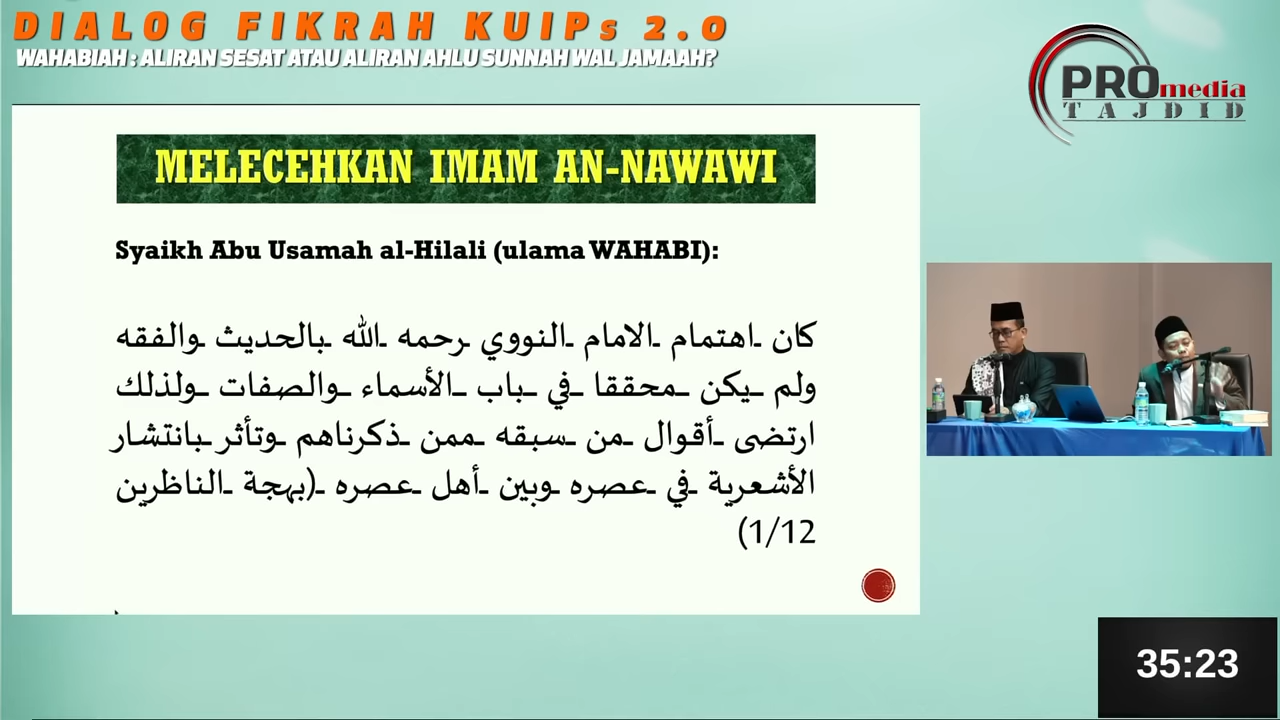 DIALOG FIKRAH KUIPs 2.0
WAHABIAH : ALIRAN SESAT ATAU ALIRAN AHLU SUNNAH WAL JAMAAH?
PROmedia
TAJDID
MELECEHKAN IMAM AN-NAWAWI
Syaikh Abu Usamah al-Hilali (ulama WAHABI):
كان اهتمام الامام النووي رحمه الله بالحديث والفقه
ولم يكن محققا في باب الأسماء والصفات ولذلك
ارتضى أقوال من سبقه ممن ذكرناهم وتأثر بانتشار
الأشعرية في عصره وبين أهل عصره (بهجة الناظرين
1/12)
35:23